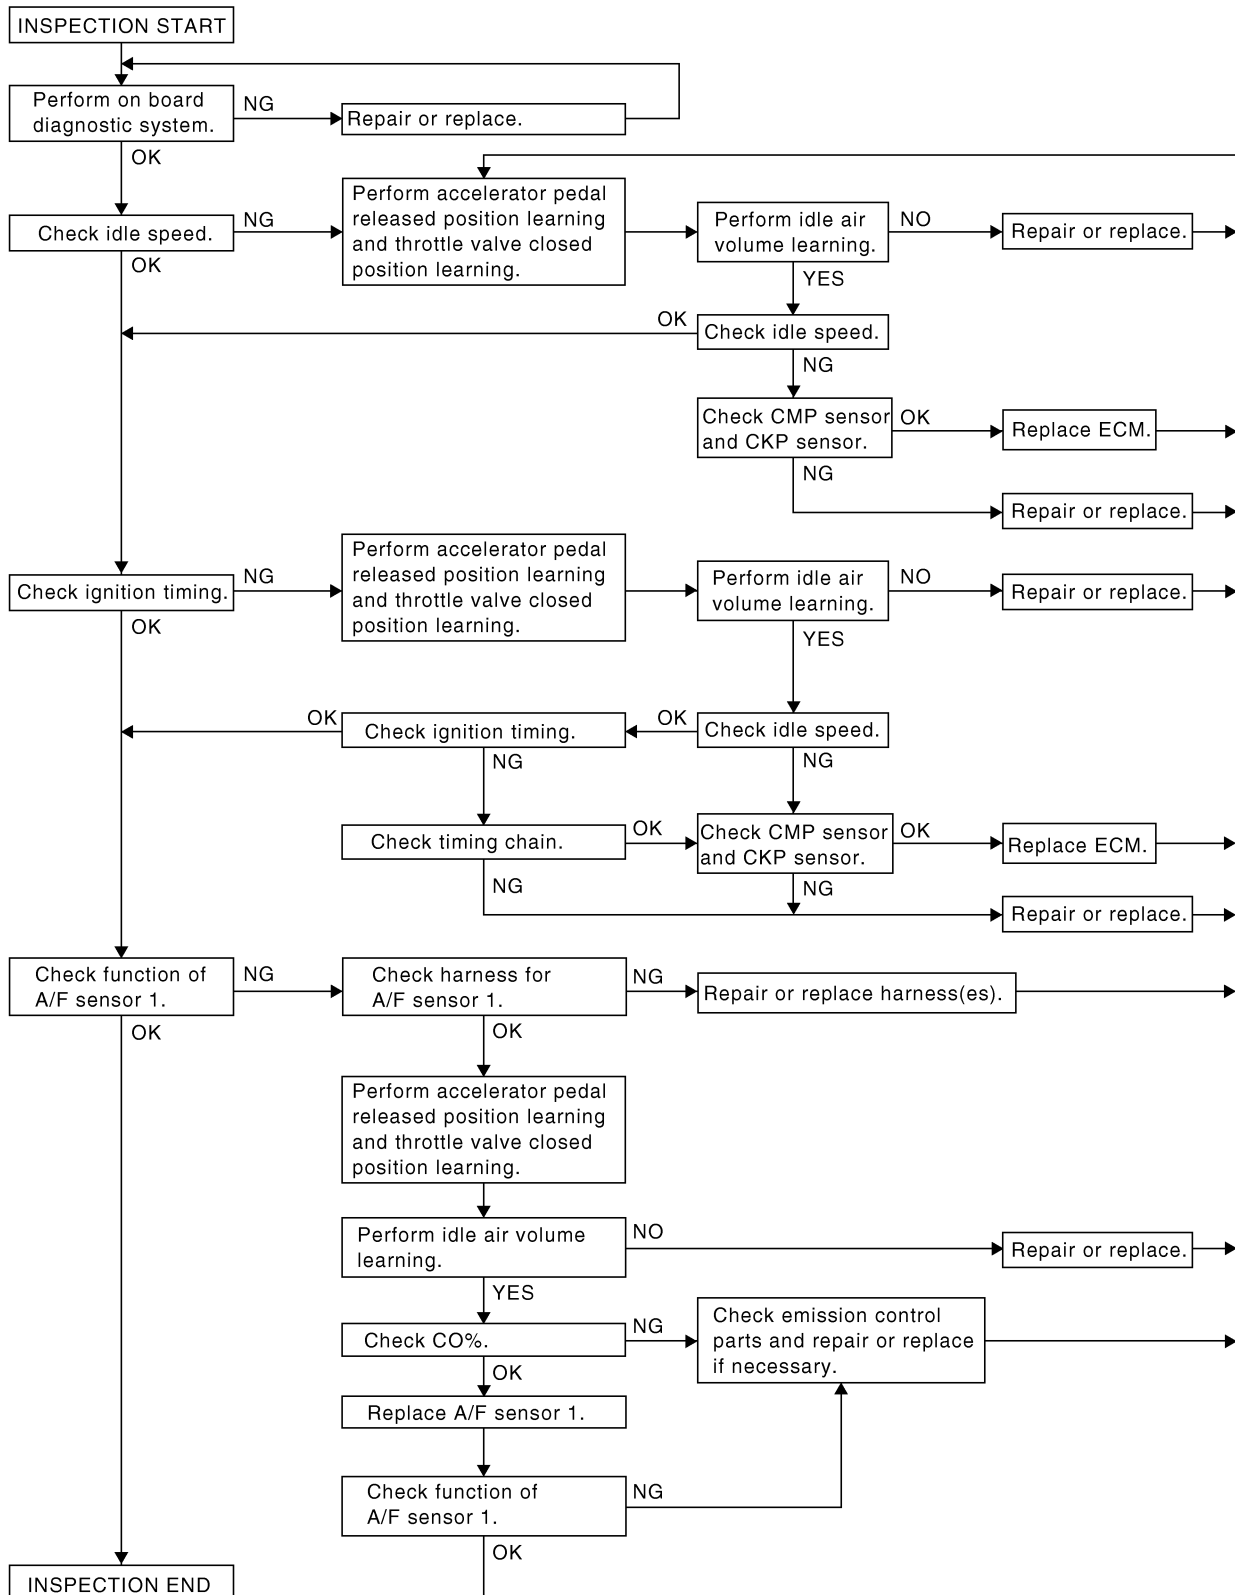 INSPECTION START
Perform on board
diagnostic system.
NG
Repair or replace.
OK
Check idle speed.
NG
Perform accelerator pedal
released position learning
and throttle valve closed
position learning.
Perform idle air
volume learning.
NO
Repair or replace.
OK
YES
OK
Check idle speed.
NG
Check CMP sensor
and CKP sensor.
OK
Replace ECM.
NG
Repair or replace.
Check ignition timing.
NG
Perform accelerator pedal
released position learning
and throttle valve closed
position learning.
Perform idle air
volume learning.
NO
Repair or replace.
OK
YES
OK
Check ignition timing.
OK
Check idle speed.
NG
NG
Check timing chain.
OK
Check CMP sensor
and CKP sensor.
OK
Replace ECM.
NG
NG
Repair or replace.
Check function of
A/F sensor 1.
NG
Check harness for
A/F sensor 1.
NG
Repair or replace harness(es).
OK
OK
Perform accelerator pedal
released position learning
and throttle valve closed
position learning.
Perform idle air volume
learning.
NO
Repair or replace.
YES
Check CO%.
NG
Check emission control
parts and repair or replace
if necessary.
OK
Replace A/F sensor 1.
Check function of
A/F sensor 1.
NG
OK
INSPECTION END